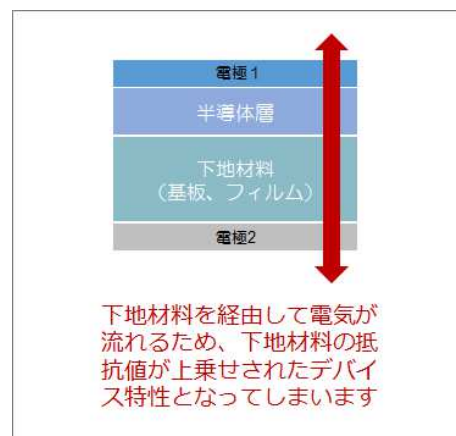 電極１
半導体層
下地材料
（基板、フィルム）
電極2
下地材料を経由して電気が
流れるため、下地材料の抵
抗値が上乗せされたデバイ
ス特性となってしまいます